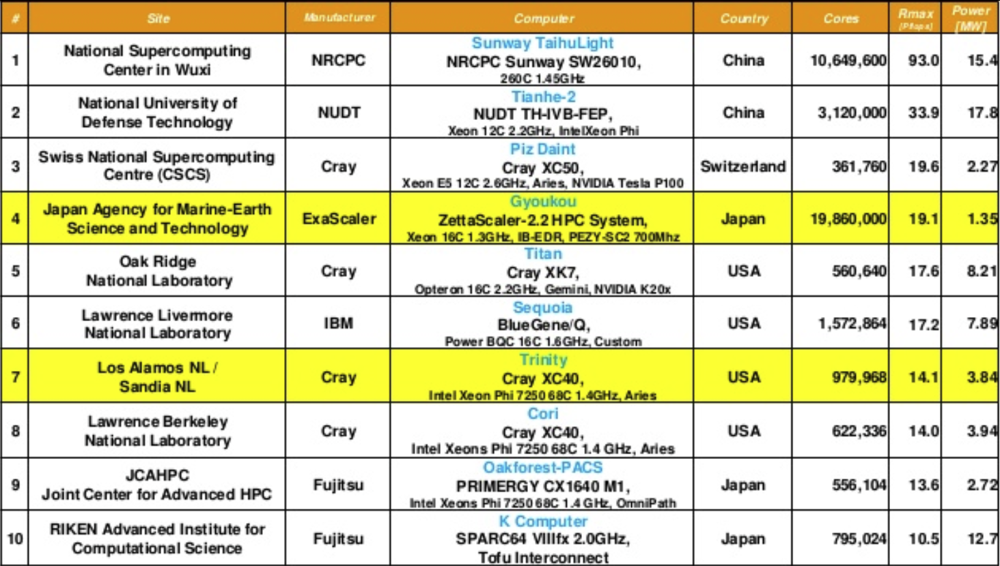 # Site Manufacturer Computer Country Cores Rmax [Pflops] Power [MW]
1 National Supercomputing Center in Wuxi NRCPC Sunway TaihuLight NRCPC Sunway SW26010, 260C 1.45GHz China 10,649,600 93.0 15.4
2 National University of Defense Technology NUDT Tianhe-2 NUDT TH-IVB-FEP, Xeon 12C 2.2GHz, IntelXeon Phi China 3,120,000 33.9 17.8
3 Swiss National Supercomputing Centre (CSCS) Cray Piz Daint Cray XC50, Xeon E5 12C 2.6GHz, Aries, NVIDIA Tesla P100 Switzerland 361,760 19.6 2.27
4 Japan Agency for Marine-Earth Science and Technology ExaScaler Gyoukou ZettaScaler-2.2 HPC System, Xeon 16C 1.3GHz, IB-EDR, PEZY-SC2 700Mhz Japan 19,860,000 19.1 1.35
5 Oak Ridge National Laboratory Cray Titan Cray XK7, Opteron 16C 2.2GHz, Gemini, NVIDIA K20x USA 560,640 17.6 8.21
6 Lawrence Livermore National Laboratory IBM Sequoia BlueGene/Q, Power BQC 16C 1.6GHz, Custom USA 1,572,864 17.2 7.89
7 Los Alamos NL / Sandia NL Cray Trinity Cray XC40, Intel Xeon Phi 7250 68C 1.4GHz, Aries USA 979,968 14.1 3.84
8 Lawrence Berkeley National Laboratory Cray Cori Cray XC40, Intel Xeons Phi 7250 68C 1.4 GHz, Aries USA 622,336 14.0 3.94
9 JCAHPC Joint Center for Advanced HPC Fujitsu Oakforest-PACS PRIMERGY CX1640 M1, Intel Xeons Phi 7250 68C 1.4 GHz, OmniPath Japan 556,104 13.6 2.72
10 RIKEN Advanced Institute for Computational Science Fujitsu K Computer SPARC64 VIIIfx 2.0GHz, Tofu Interconnect Japan 795,024 10.5 12.7